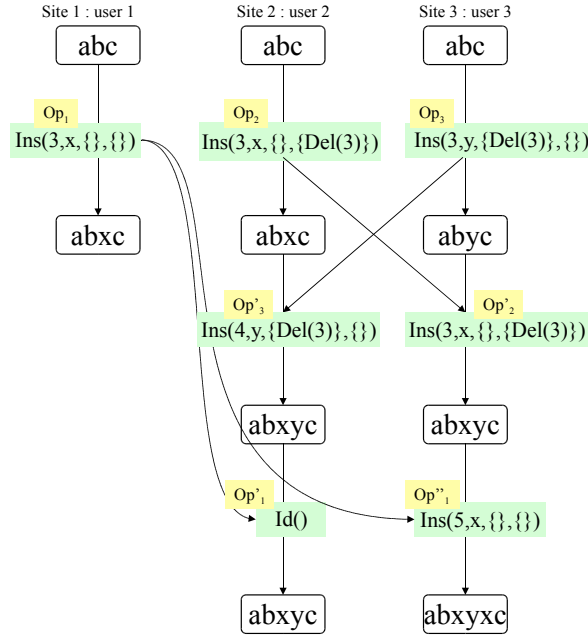 Site 1 : user 1 Site 2 : user 2 Site 3 : user 3
abc abc abc
Op1 Op2 Op3
Ins(3,x,{},{}) Ins(3,x,{},{Del(3)}) Ins(3,y,{Del(3)},{})
abxc abxc abyc
Op’3 Op’2
Ins(4,y,{Del(3)},{}) Ins(3,x,{},{Del(3)})
abxyc abxyc
Op’1 Op’’1
Id() Ins(5,x,{},{})
abxyc abxyxc